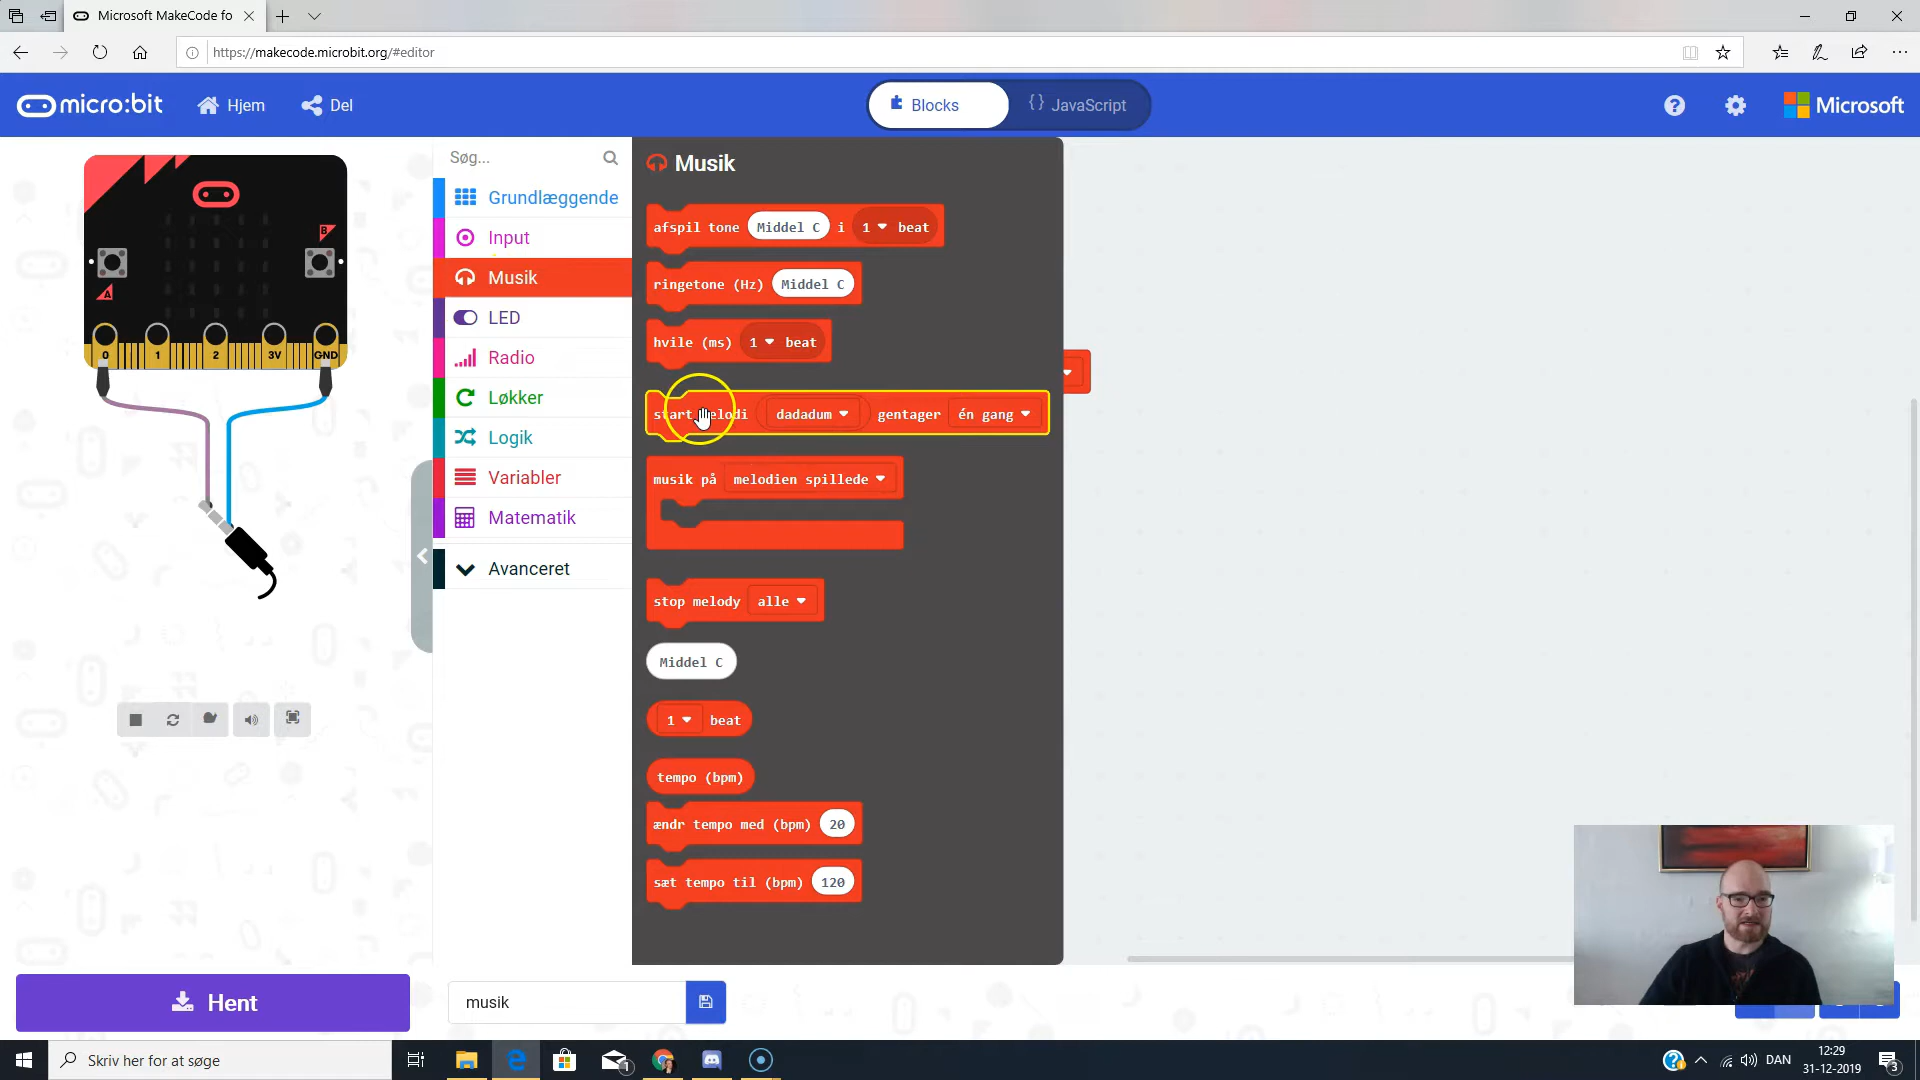 Microsoft MakeCode fo
https://makecode.microbit.org/#editor
micro:bit
Hjem
Del
Blocks
{} JavaScript
?
Microsoft
B
A
0
1
2
3V
GND
Søg...
Grundlæggende
Input
Musik
LED
Radio
Løkker
Logik
Variabler
Matematik
Avanceret
Musik
afspil tone Middel C i 1 beat
ringetone (Hz) Middel C
hvile (ms) 1 beat
start melodi dadadum gentager én gang
musik på melodien spillede
stop melody alle
Middel C
1 beat
tempo (bpm)
ændr tempo med (bpm) 20
sæt tempo til (bpm) 120
Hent
musik
Skriv her for at søge
1
DAN
12:29
31-12-2019
3